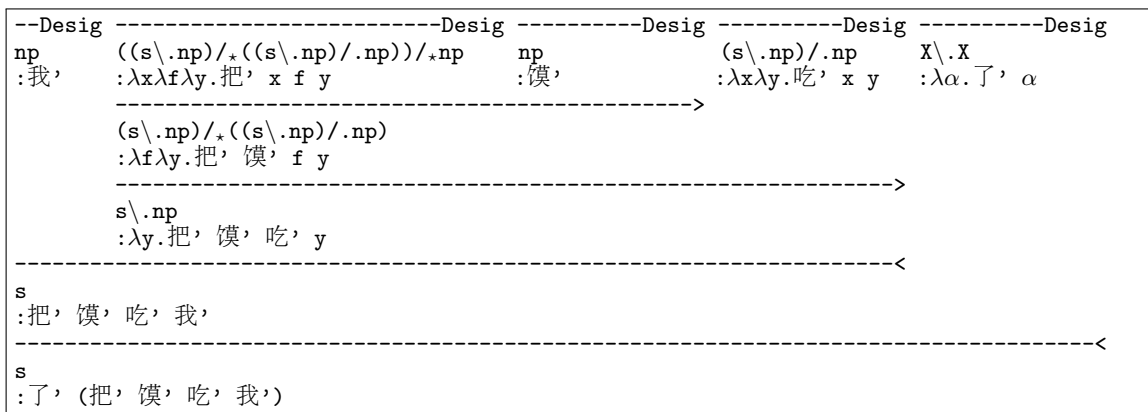 --Desig --------------------------Desig ----------Desig ----------Desig ----------Desig
np ((s\.np)/⋆((s\.np)/.np))/⋆np np (s\.np)/.np X\.X
:我’ :λxλfλy.把’ x f y :馍’ :λxλy.吃’ x y :λα.了’ α
---------------------------------------------->
(s\.np)/⋆((s\.np)/.np)
:λfλy.把’ 馍’ f y
-------------------------------------------------------------->
s\.np
:λy.把’ 馍’ 吃’ y
----------------------------------------------------------------------<
s
:把’ 馍’ 吃’ 我’
--------------------------------------------------------------------------------------<
s
:了’ (把’ 馍’ 吃’ 我’)